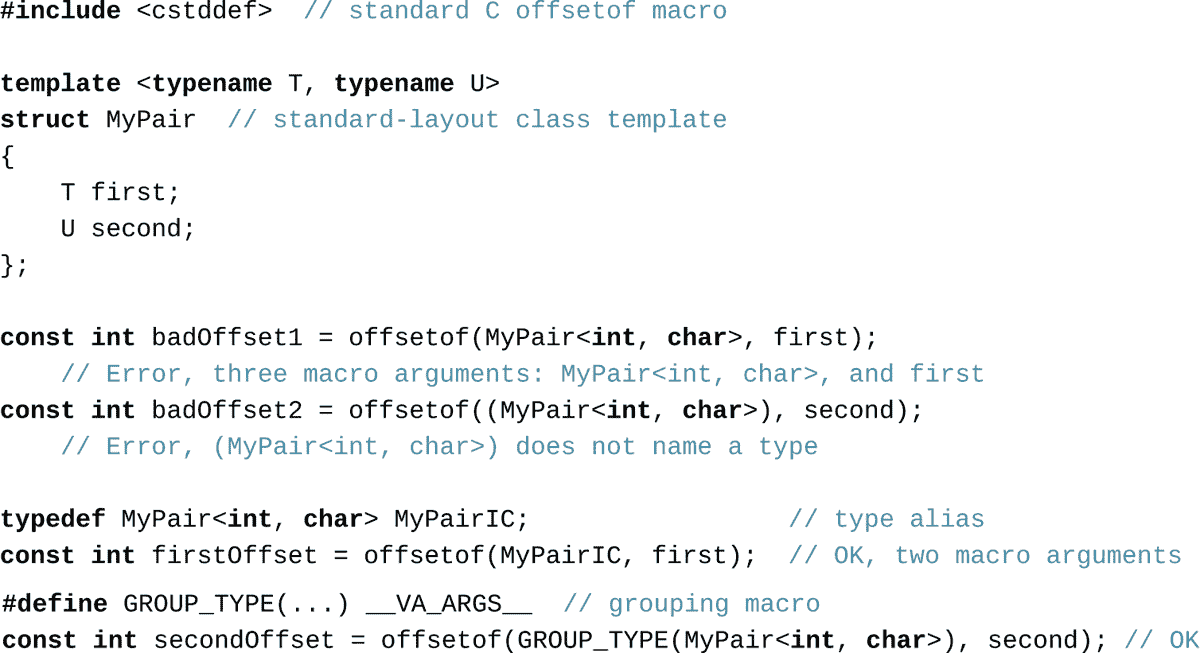 #include <cstddef>  // standard C offsetof macro
template <typename T, typename U>
struct MyPair  // standard-layout class template
{
    T first;
    U second;
};
const int badOffset1 = offsetof(MyPair<int, char>, first);
    // Error, three macro arguments: MyPair<int, char>, and first
const int badOffset2 = offsetof((MyPair<int, char>), second);
    // Error, (MyPair<int, char>) does not name a type
typedef MyPair<int, char> MyPairIC;                 // type alias
const int firstOffset = offsetof(MyPairIC, first);  // OK, two macro arguments
#define GROUP_TYPE(...) __VA_ARGS__  // grouping macro
const int secondOffset = offsetof(GROUP_TYPE(MyPair<int, char>), second); // OK